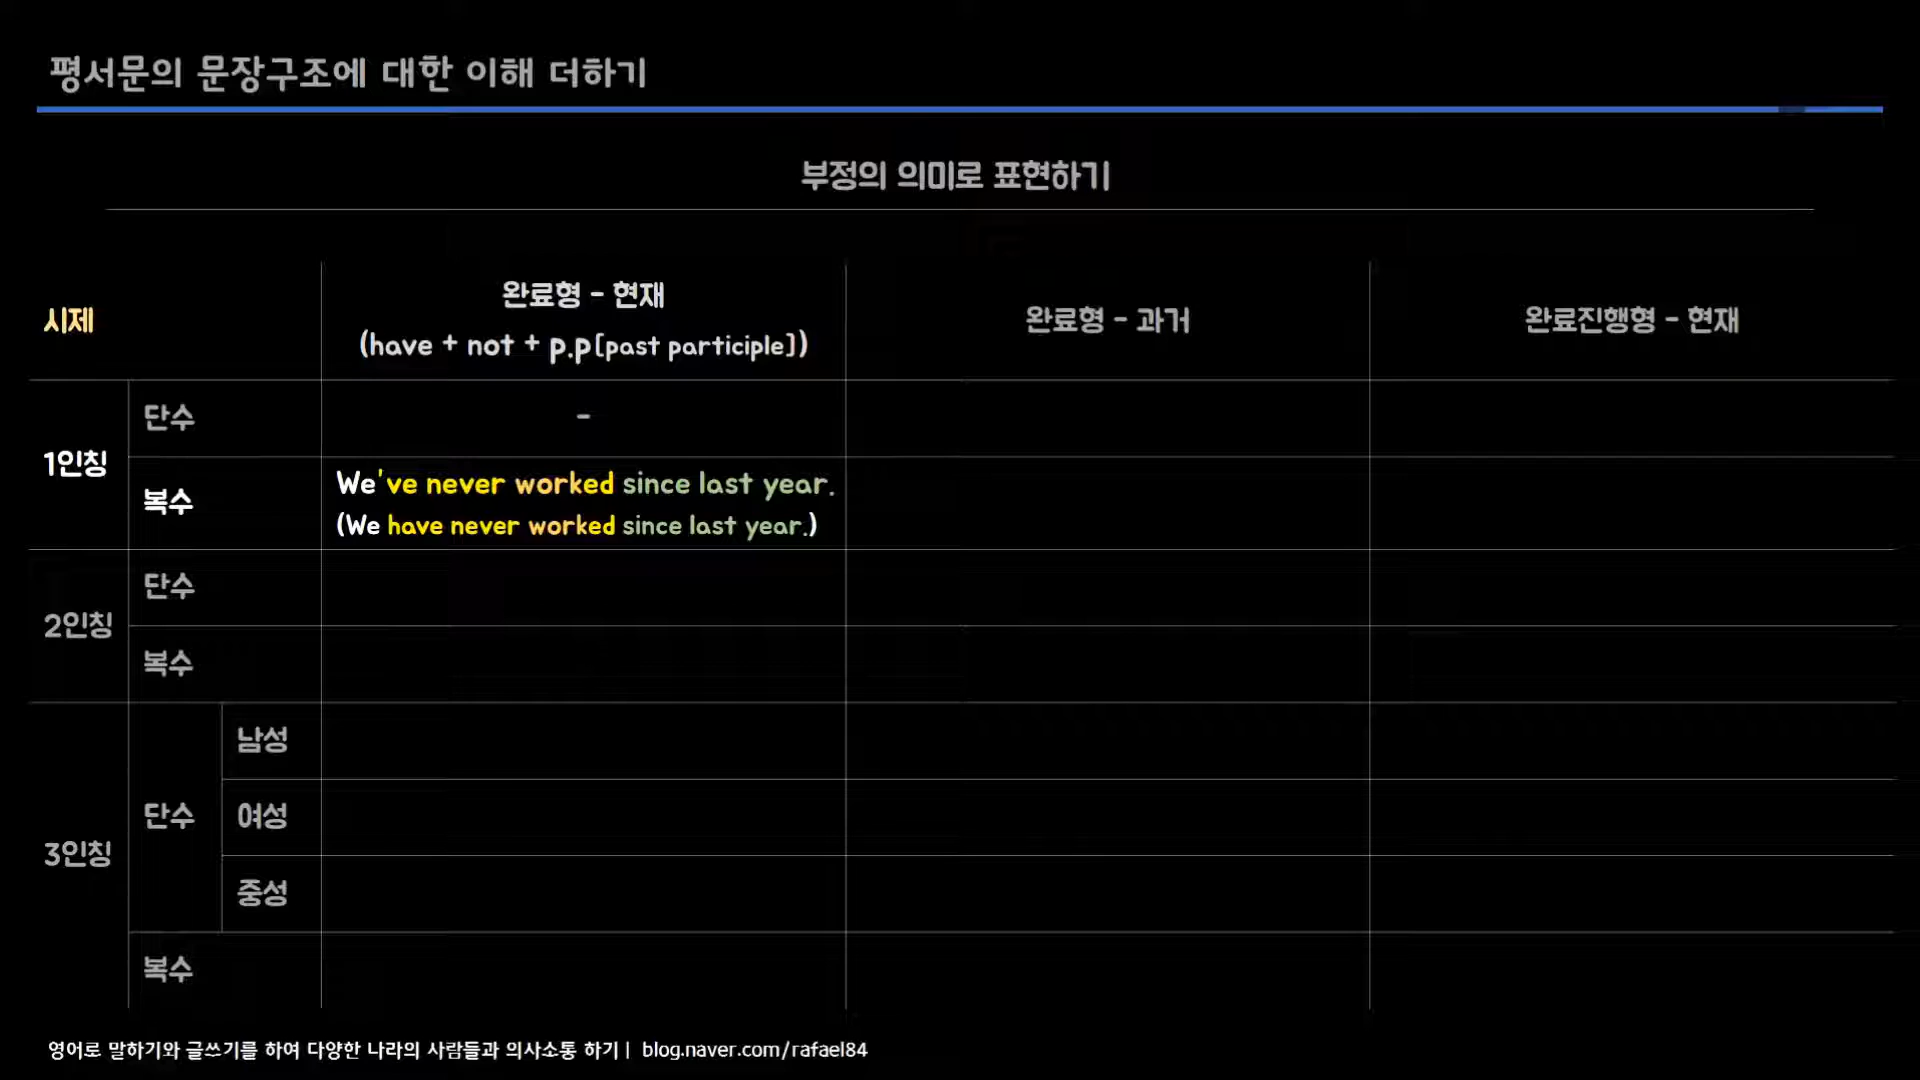 평서문의 문장구조에 대한 이해 더하기
부정의 의미로 표현하기
시제
완료형 - 현재
(have + not + p.p[past participle])
완료형 - 과거
완료진행형 - 현재
1인칭
단수
-
복수
We've never worked since last year.
(We have never worked since last year.)
2인칭
단수
복수
3인칭
단수
남성
여성
중성
복수
영어로 말하기와 글쓰기를 하여 다양한 나라의 사람들과 의사소통 하기 | blog.naver.com/rafael84